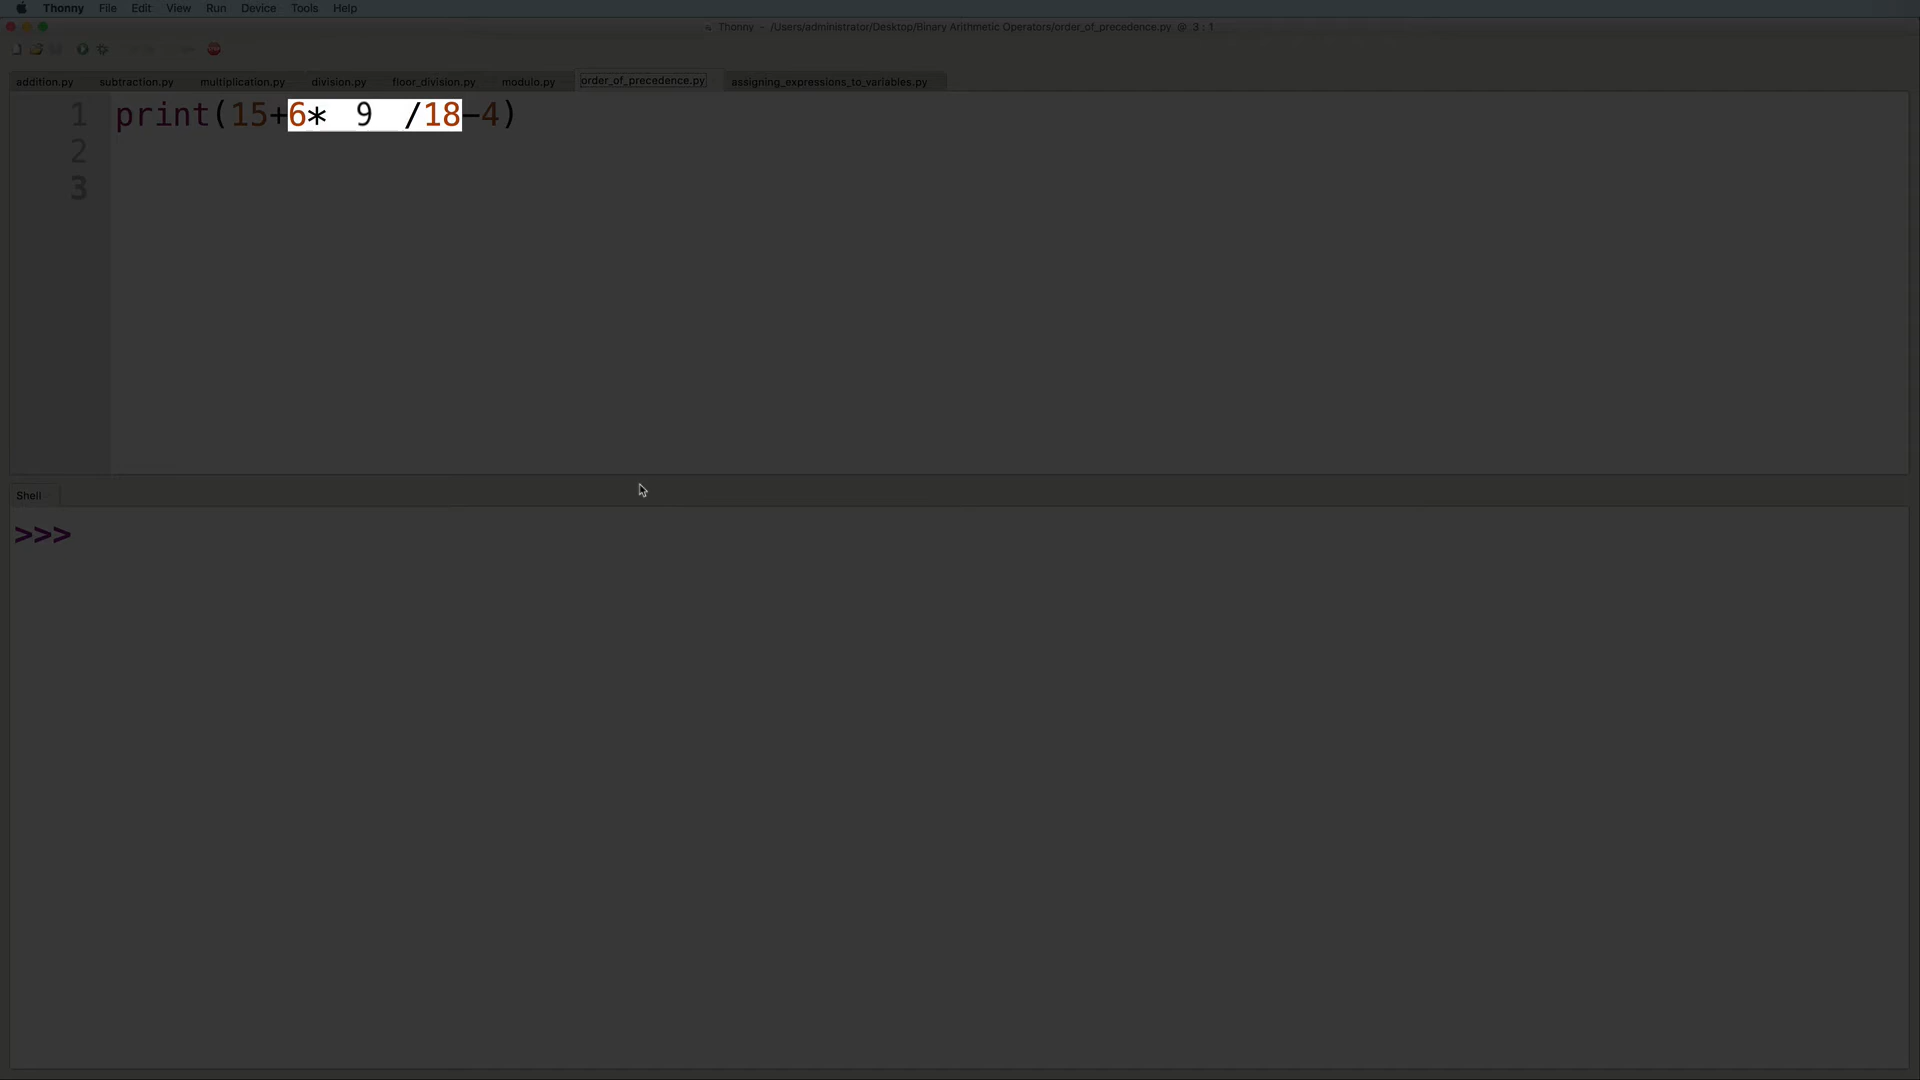 Thonny File Edit View Run Device Tools Help
Thonny – /Users/administrator/Desktop/Binary Arithmetic Operators/order_of_precedence.py @ 3 : 1
addition.py subtraction.py multiplication.py division.py floor_division.py modulo.py order_of_precedence.py assigning_expressions_to_variables.py
1 print(15+6* 9 /18-4)
2
3
Shell
>>>